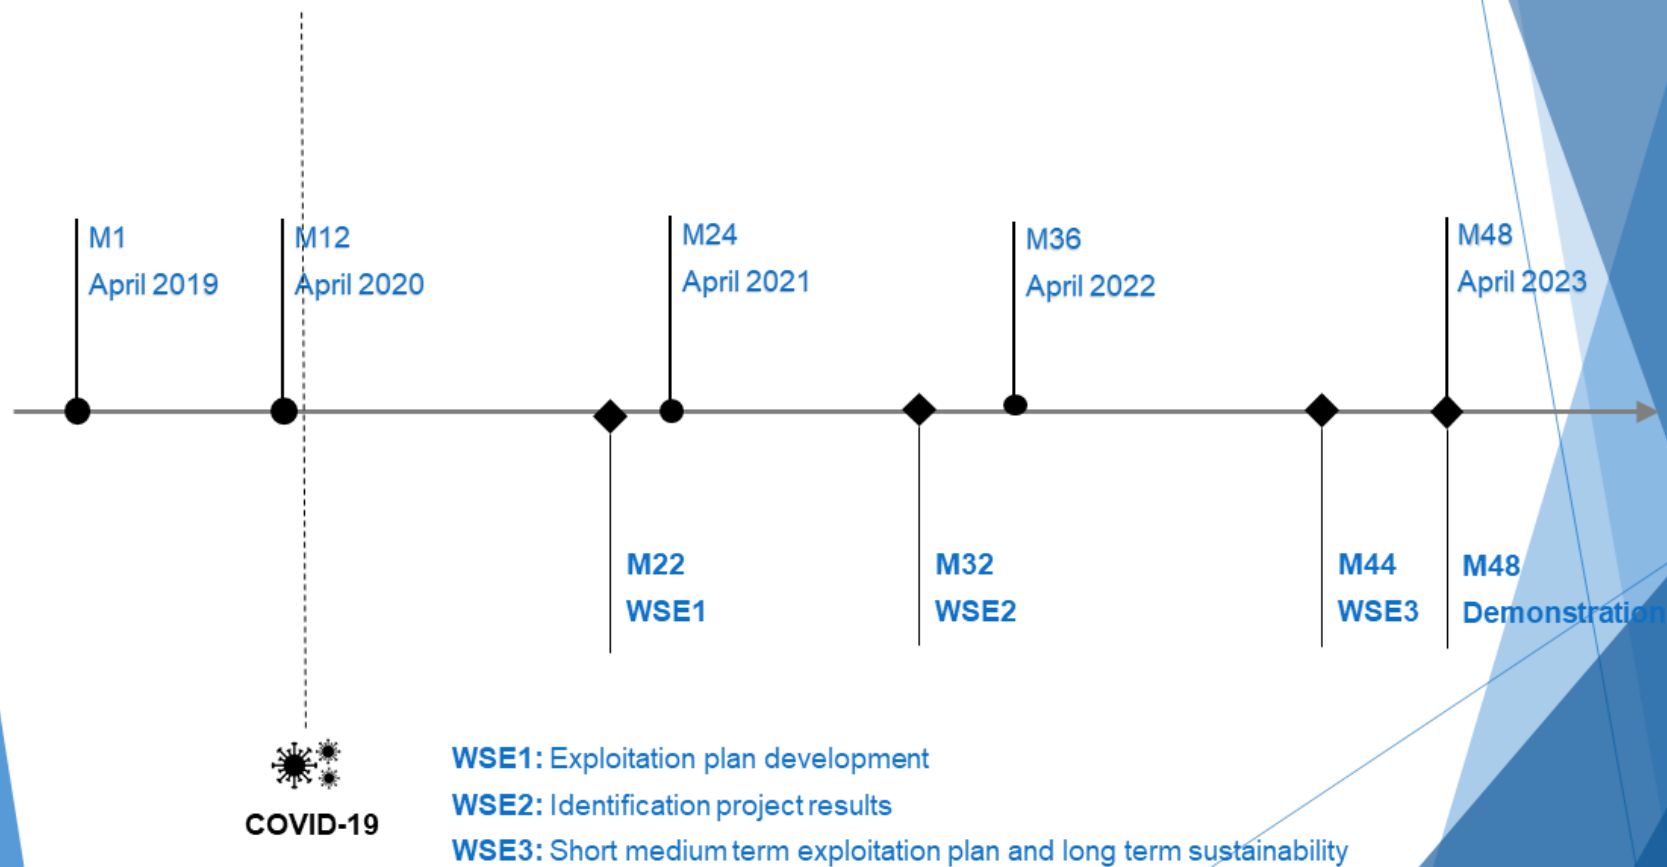 M1
April 2019
M12
April 2020
M24
April 2021
M36
April 2022
M48
April 2023
M22
WSE1
M32
WSE2
M44
WSE3
M48
Demonstration
COVID-19
WSE1: Exploitation plan development
WSE2: Identification project results
WSE3: Short medium term exploitation plan and long term sustainability